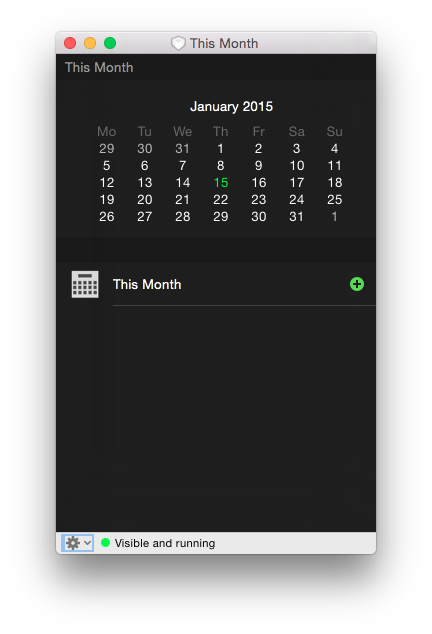 This Month
This Month
January 2015
Mo Tu We Th Fr Sa Su
29 30 31 1 2 3 4
5 6 7 8 9 10 11
12 13 14 15 16 17 18
19 20 21 22 23 24 25
26 27 28 29 30 31 1
This Month
Visible and running